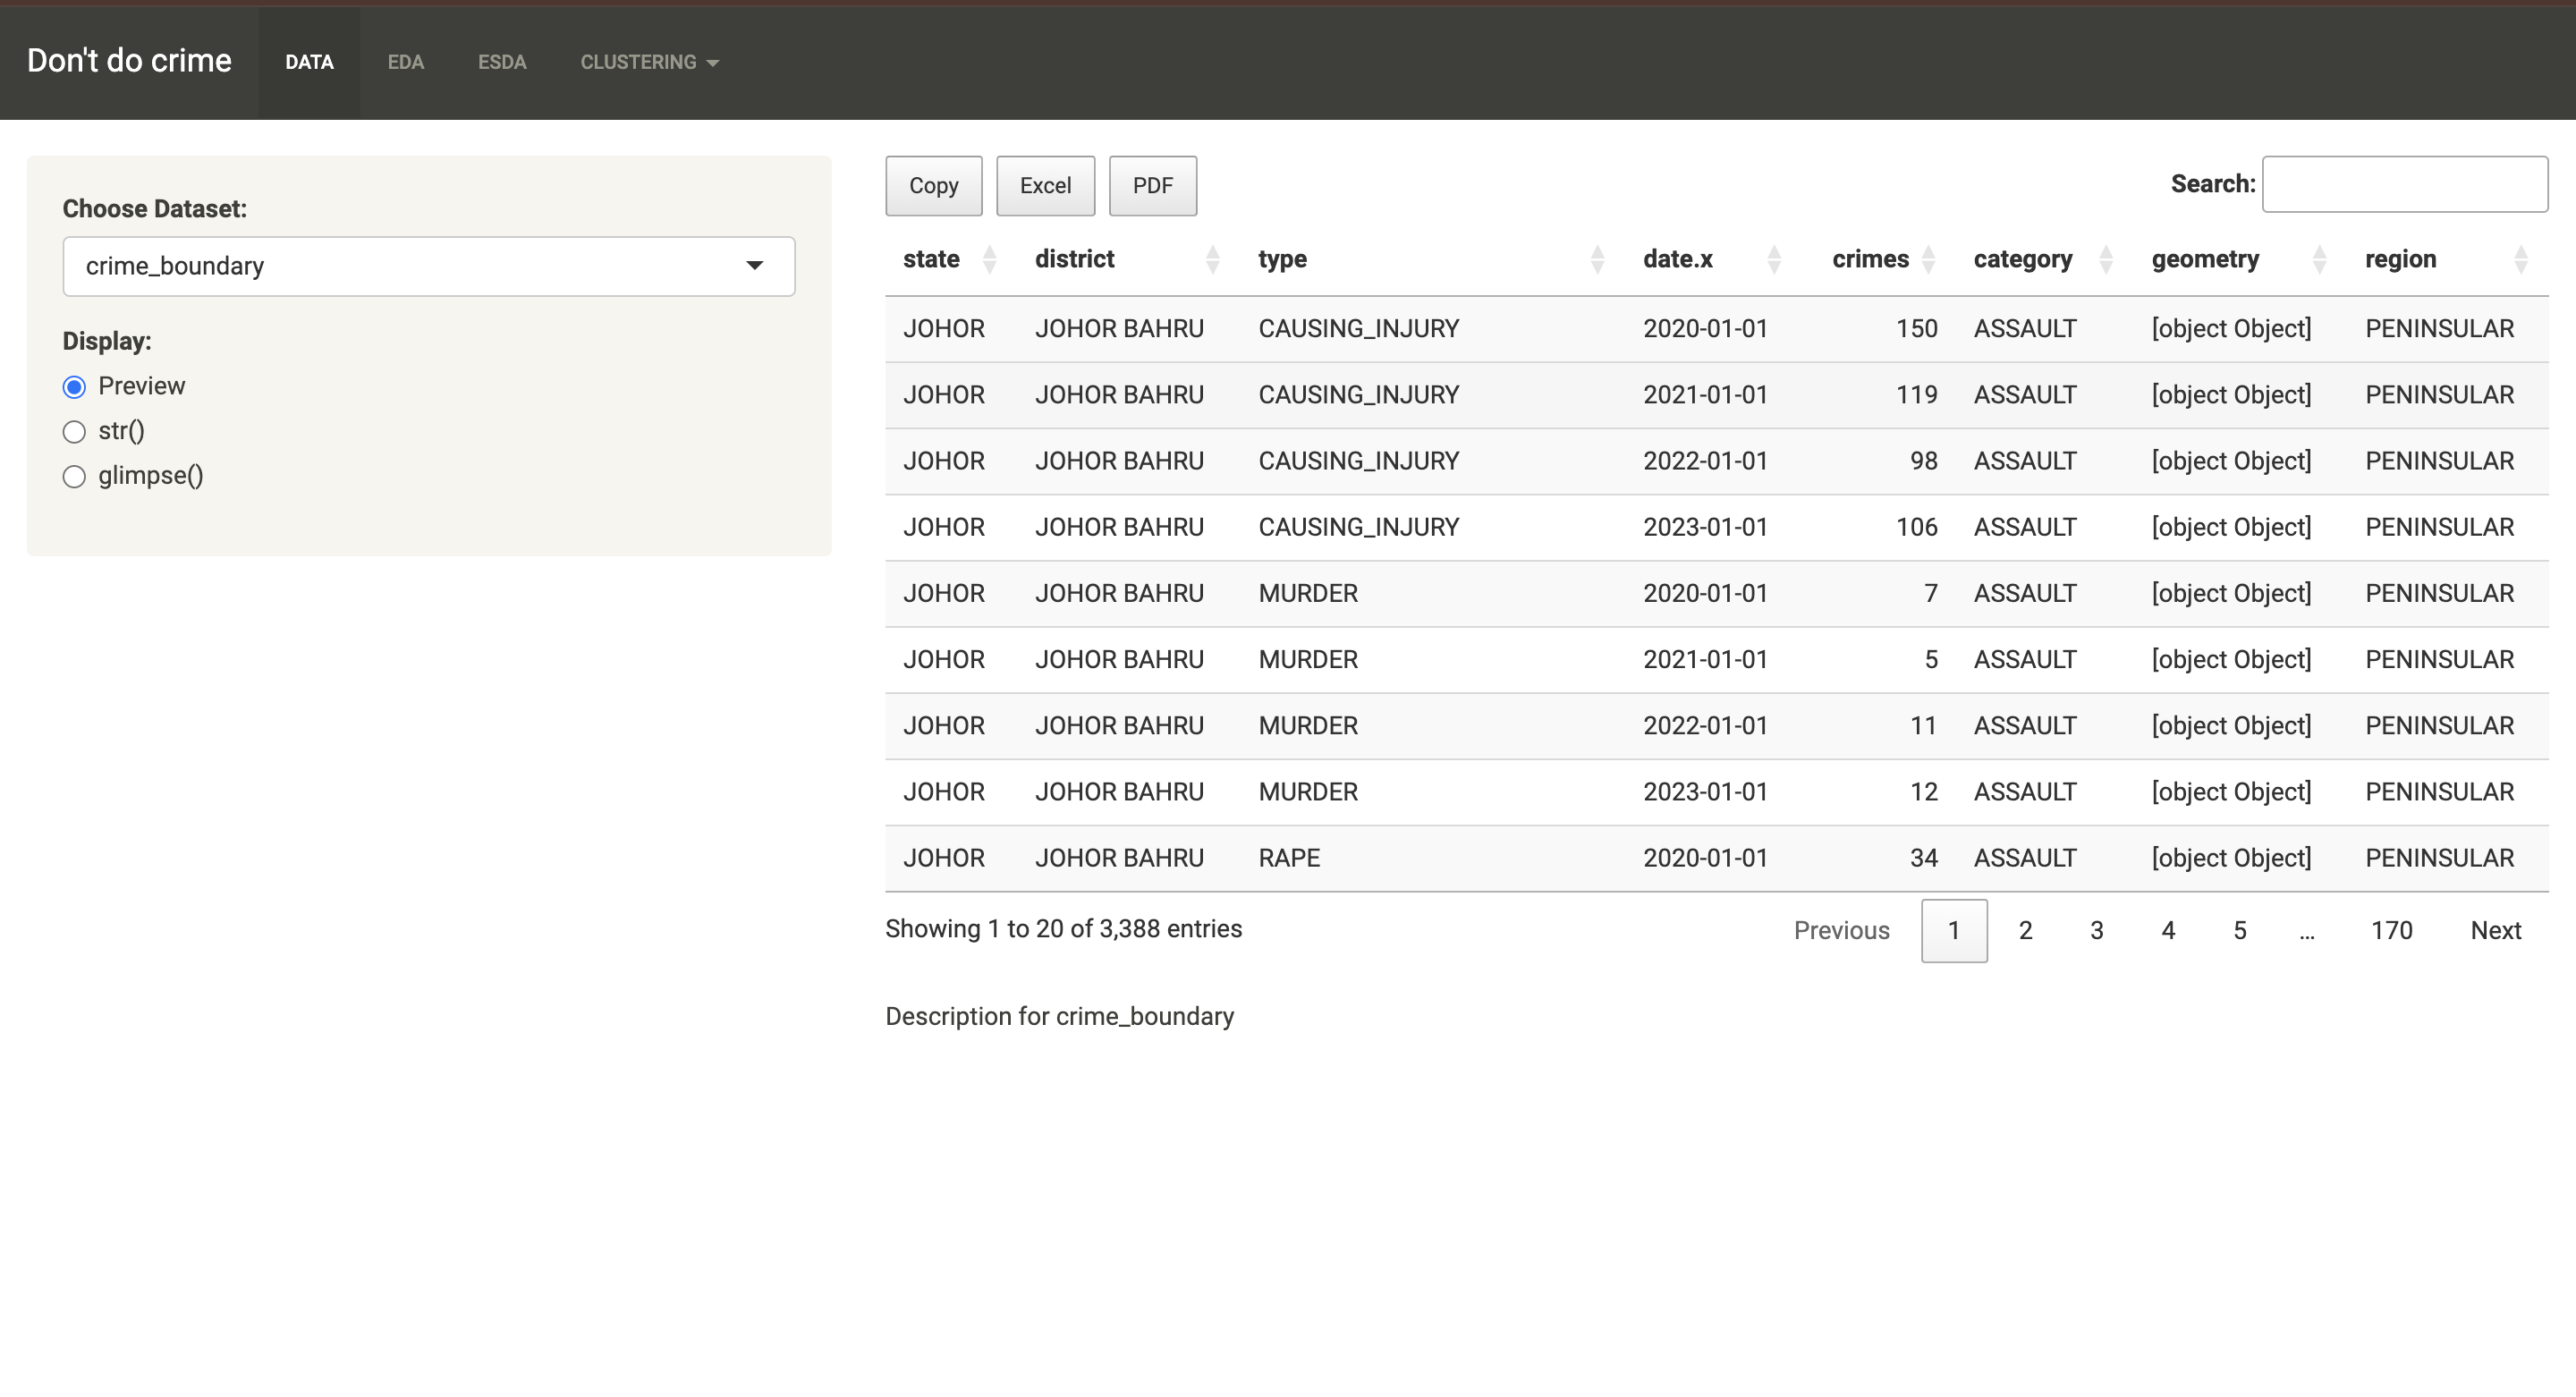 Don't do crime DATA EDA ESDA CLUSTERING
Choose Dataset:
crime_boundary
Display:
Preview
str()
glimpse()
Copy Excel PDF Search:
state district type date.x crimes category geometry region
JOHOR JOHOR BAHRU CAUSING_INJURY 2020-01-01 150 ASSAULT [object Object] PENINSULAR
JOHOR JOHOR BAHRU CAUSING_INJURY 2021-01-01 119 ASSAULT [object Object] PENINSULAR
JOHOR JOHOR BAHRU CAUSING_INJURY 2022-01-01 98 ASSAULT [object Object] PENINSULAR
JOHOR JOHOR BAHRU CAUSING_INJURY 2023-01-01 106 ASSAULT [object Object] PENINSULAR
JOHOR JOHOR BAHRU MURDER 2020-01-01 7 ASSAULT [object Object] PENINSULAR
JOHOR JOHOR BAHRU MURDER 2021-01-01 5 ASSAULT [object Object] PENINSULAR
JOHOR JOHOR BAHRU MURDER 2022-01-01 11 ASSAULT [object Object] PENINSULAR
JOHOR JOHOR BAHRU MURDER 2023-01-01 12 ASSAULT [object Object] PENINSULAR
JOHOR JOHOR BAHRU RAPE 2020-01-01 34 ASSAULT [object Object] PENINSULAR
Showing 1 to 20 of 3,388 entries Previous 1 2 3 4 5 … 170 Next
Description for crime_boundary